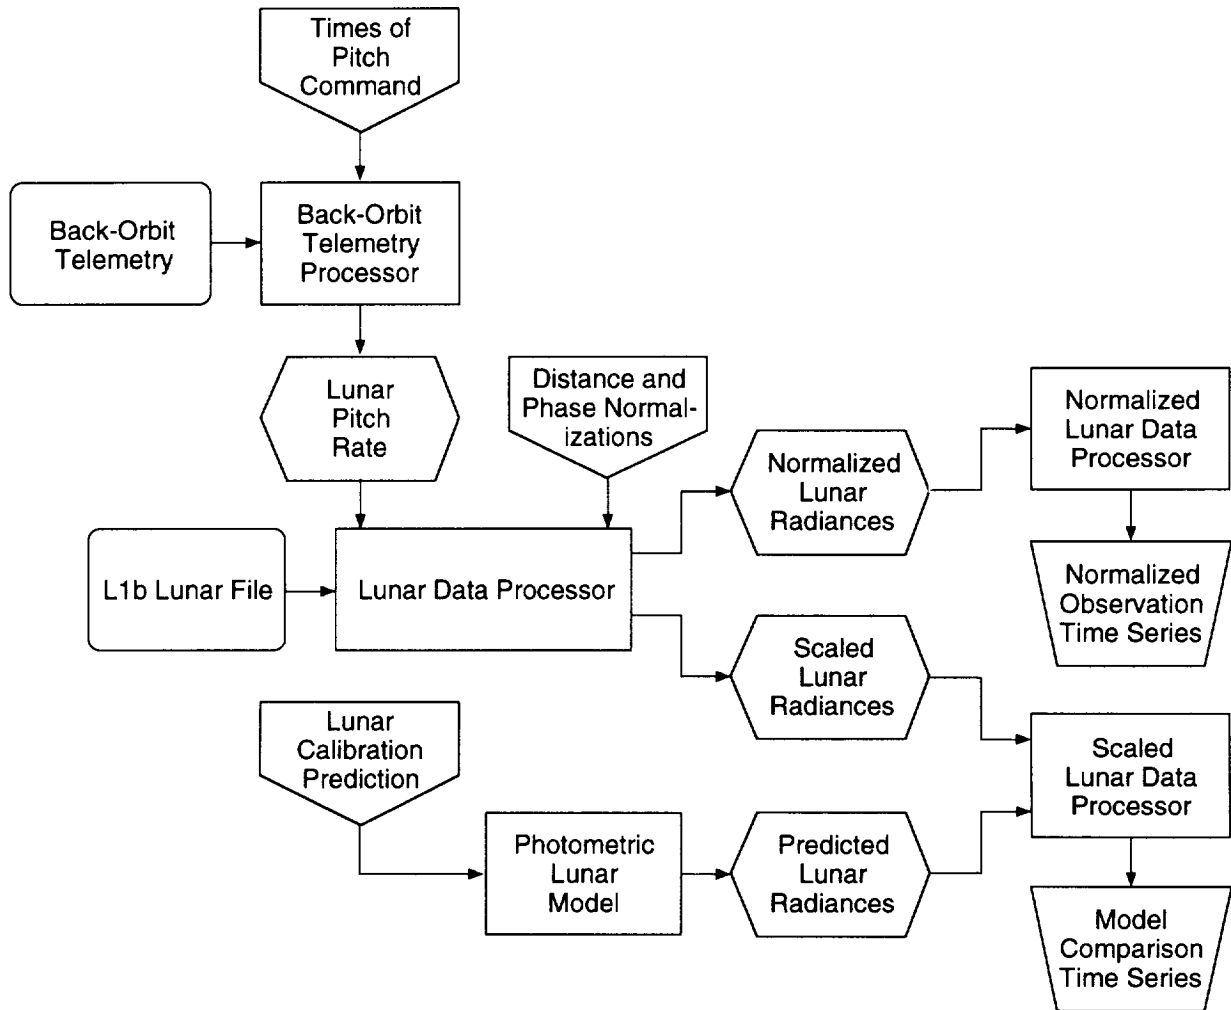 Times of
Pitch
Command
Back-Orbit
Telemetry
Back-Orbit
Telemetry
Processor
Lunar
Pitch
Rate
Distance and
Phase Normal-
izations
Normalized
Lunar
Radiances
Normalized
Lunar Data
Processor
L1b Lunar File
Lunar Data Processor
Normalized
Observation
Time Series
Scaled
Lunar
Radiances
Lunar
Calibration
Prediction
Scaled
Lunar Data
Processor
Photometric
Lunar
Model
Predicted
Lunar
Radiances
Model
Comparison
Time Series